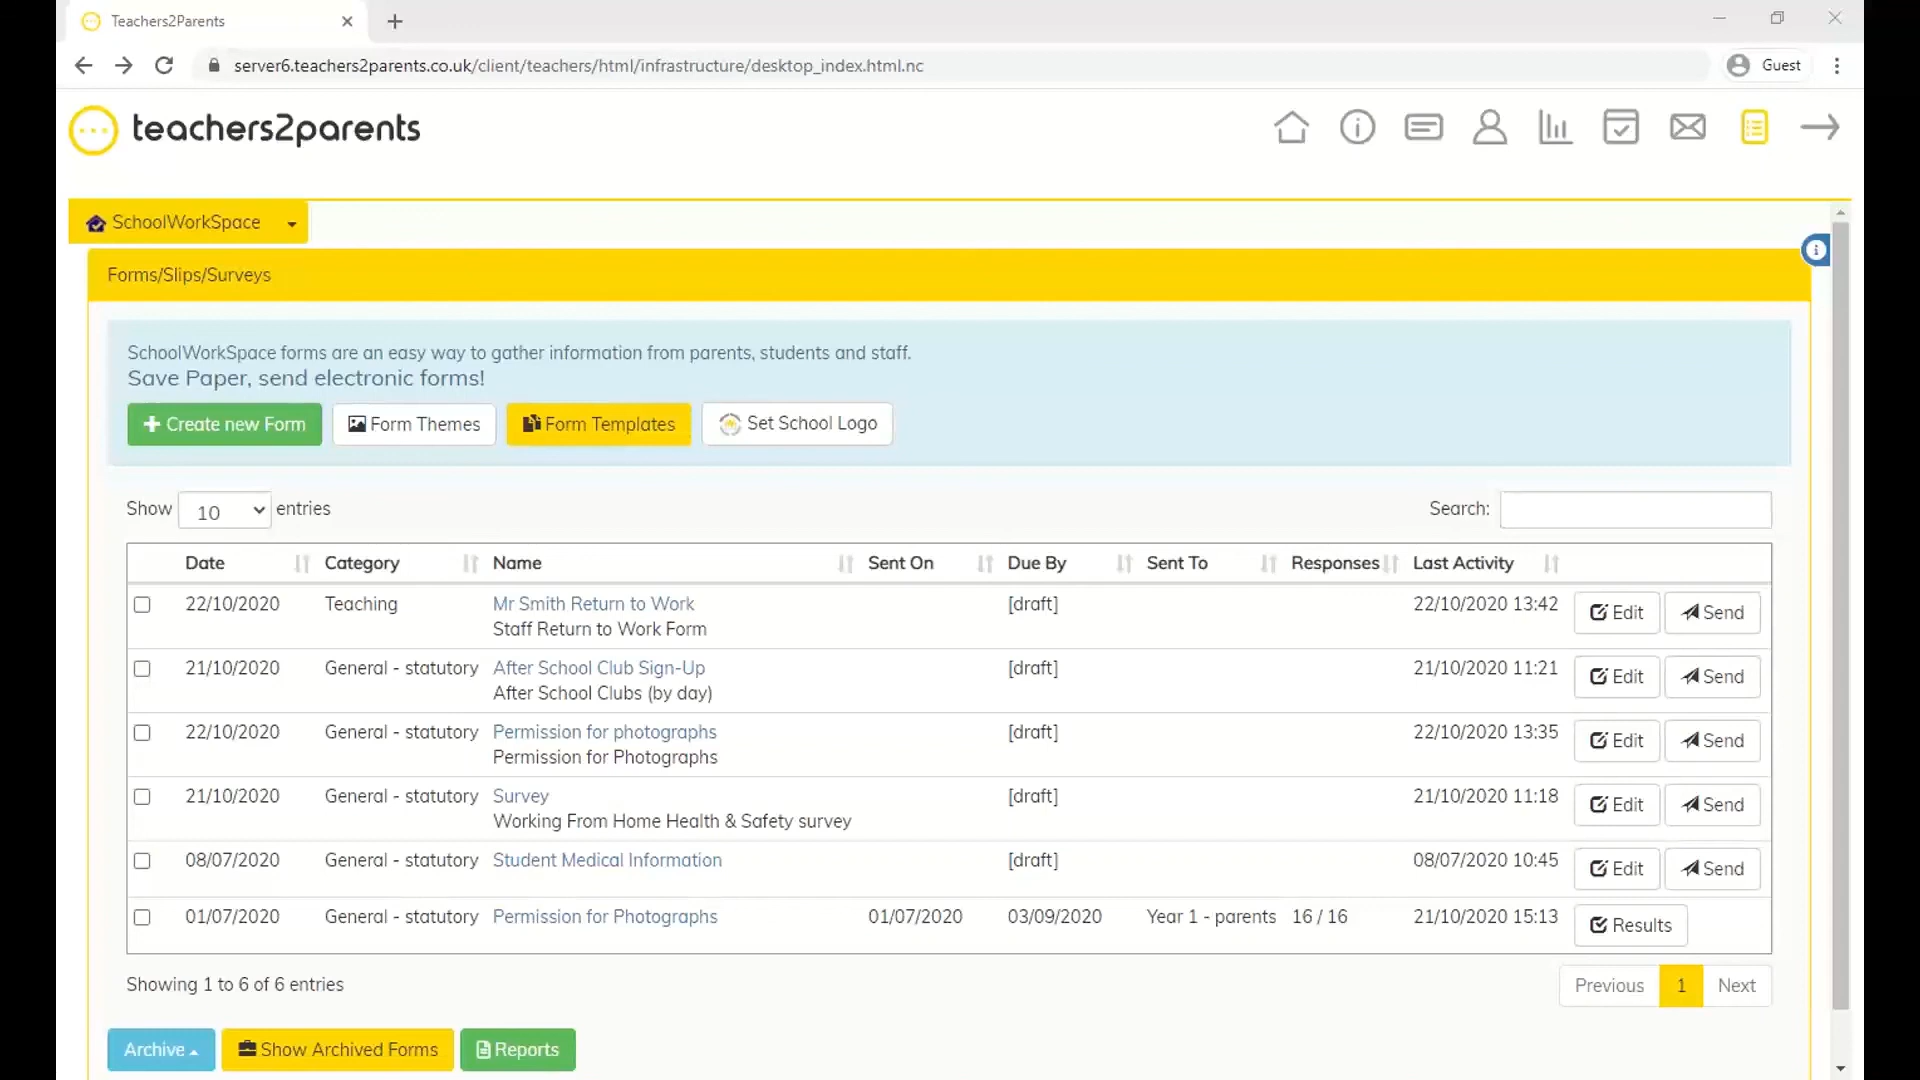 Teachers2Parents
server6.teachers2parents.co.uk/client/teachers/html/infrastructure/desktop_index.html.nc
Guest
teachers2parents
SchoolWorkSpace
Forms/Slips/Surveys
SchoolWorkSpace forms are an easy way to gather information from parents, students and staff.
Save Paper, send electronic forms!
Create new Form Form Themes Form Templates Set School Logo
Show 10 entries Search:
Date Category Name Sent On Due By Sent To Responses Last Activity
22/10/2020 Teaching Mr Smith Return to Work [draft] 22/10/2020 13:42 Edit Send
Staff Return to Work Form
21/10/2020 General - statutory After School Club Sign-Up [draft] 21/10/2020 11:21 Edit Send
After School Clubs (by day)
22/10/2020 General - statutory Permission for photographs [draft] 22/10/2020 13:35 Edit Send
Permission for Photographs
21/10/2020 General - statutory Survey [draft] 21/10/2020 11:18 Edit Send
Working From Home Health & Safety survey
08/07/2020 General - statutory Student Medical Information [draft] 08/07/2020 10:45 Edit Send
01/07/2020 General - statutory Permission for Photographs 01/07/2020 03/09/2020 Year 1 - parents 16 / 16 21/10/2020 15:13 Results
Showing 1 to 6 of 6 entries Previous 1 Next
Archive Show Archived Forms Reports